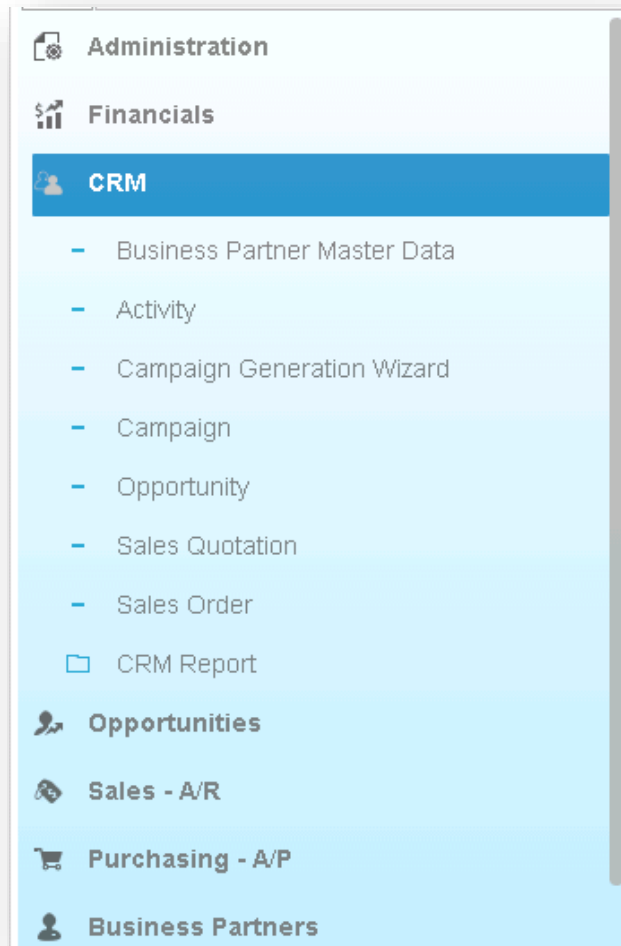 Administration
Financials
CRM
Business Partner Master Data
Activity
Campaign Generation Wizard
Campaign
Opportunity
Sales Quotation
Sales Order
CRM Report
Opportunities
Sales - A/R
Purchasing - A/P
Business Partners